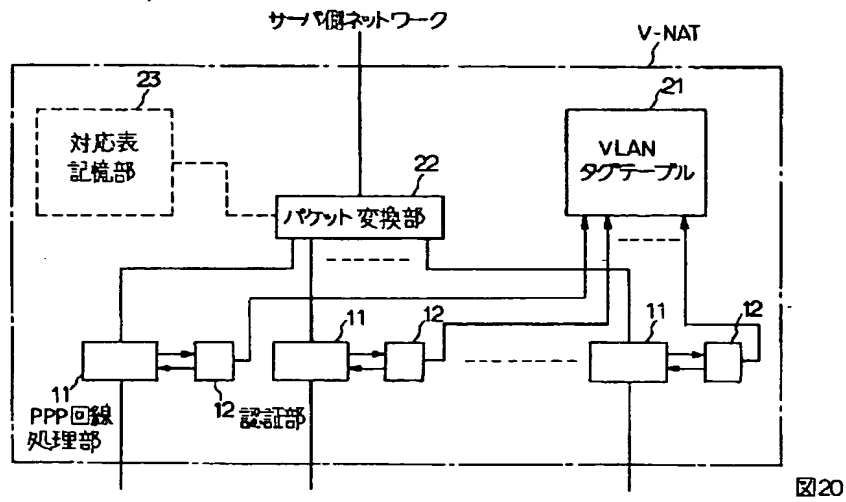 サーバ側ネットワーク
V-NAT
23
対応表
記憶部
21
VLAN
タグテーブル
22
パケット変換部
11
12
11
12
11
PPP回線
処理部
12 認証部
図20